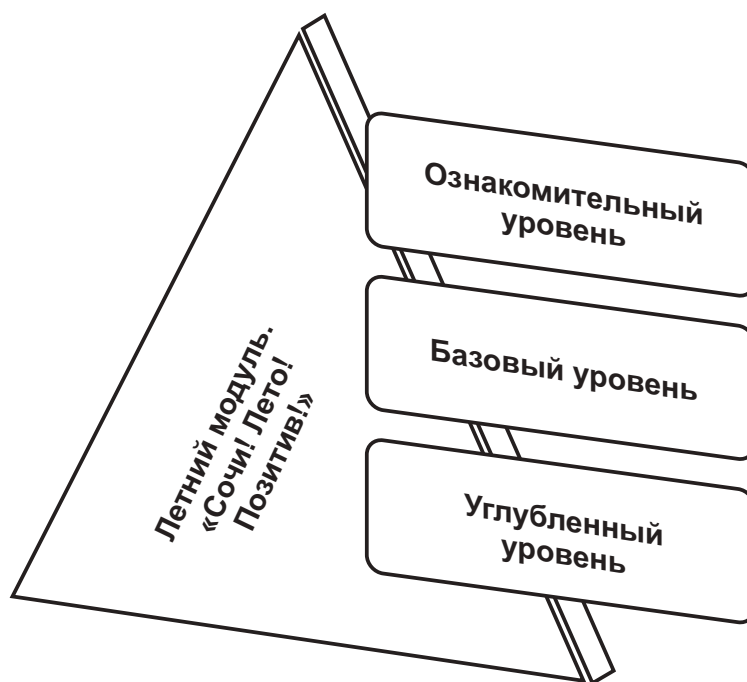 Ознакомительный
уровень
Базовый уровень
Углубленный
уровень
Летний модуль.
«Сочи! Лето!
Позитив!»